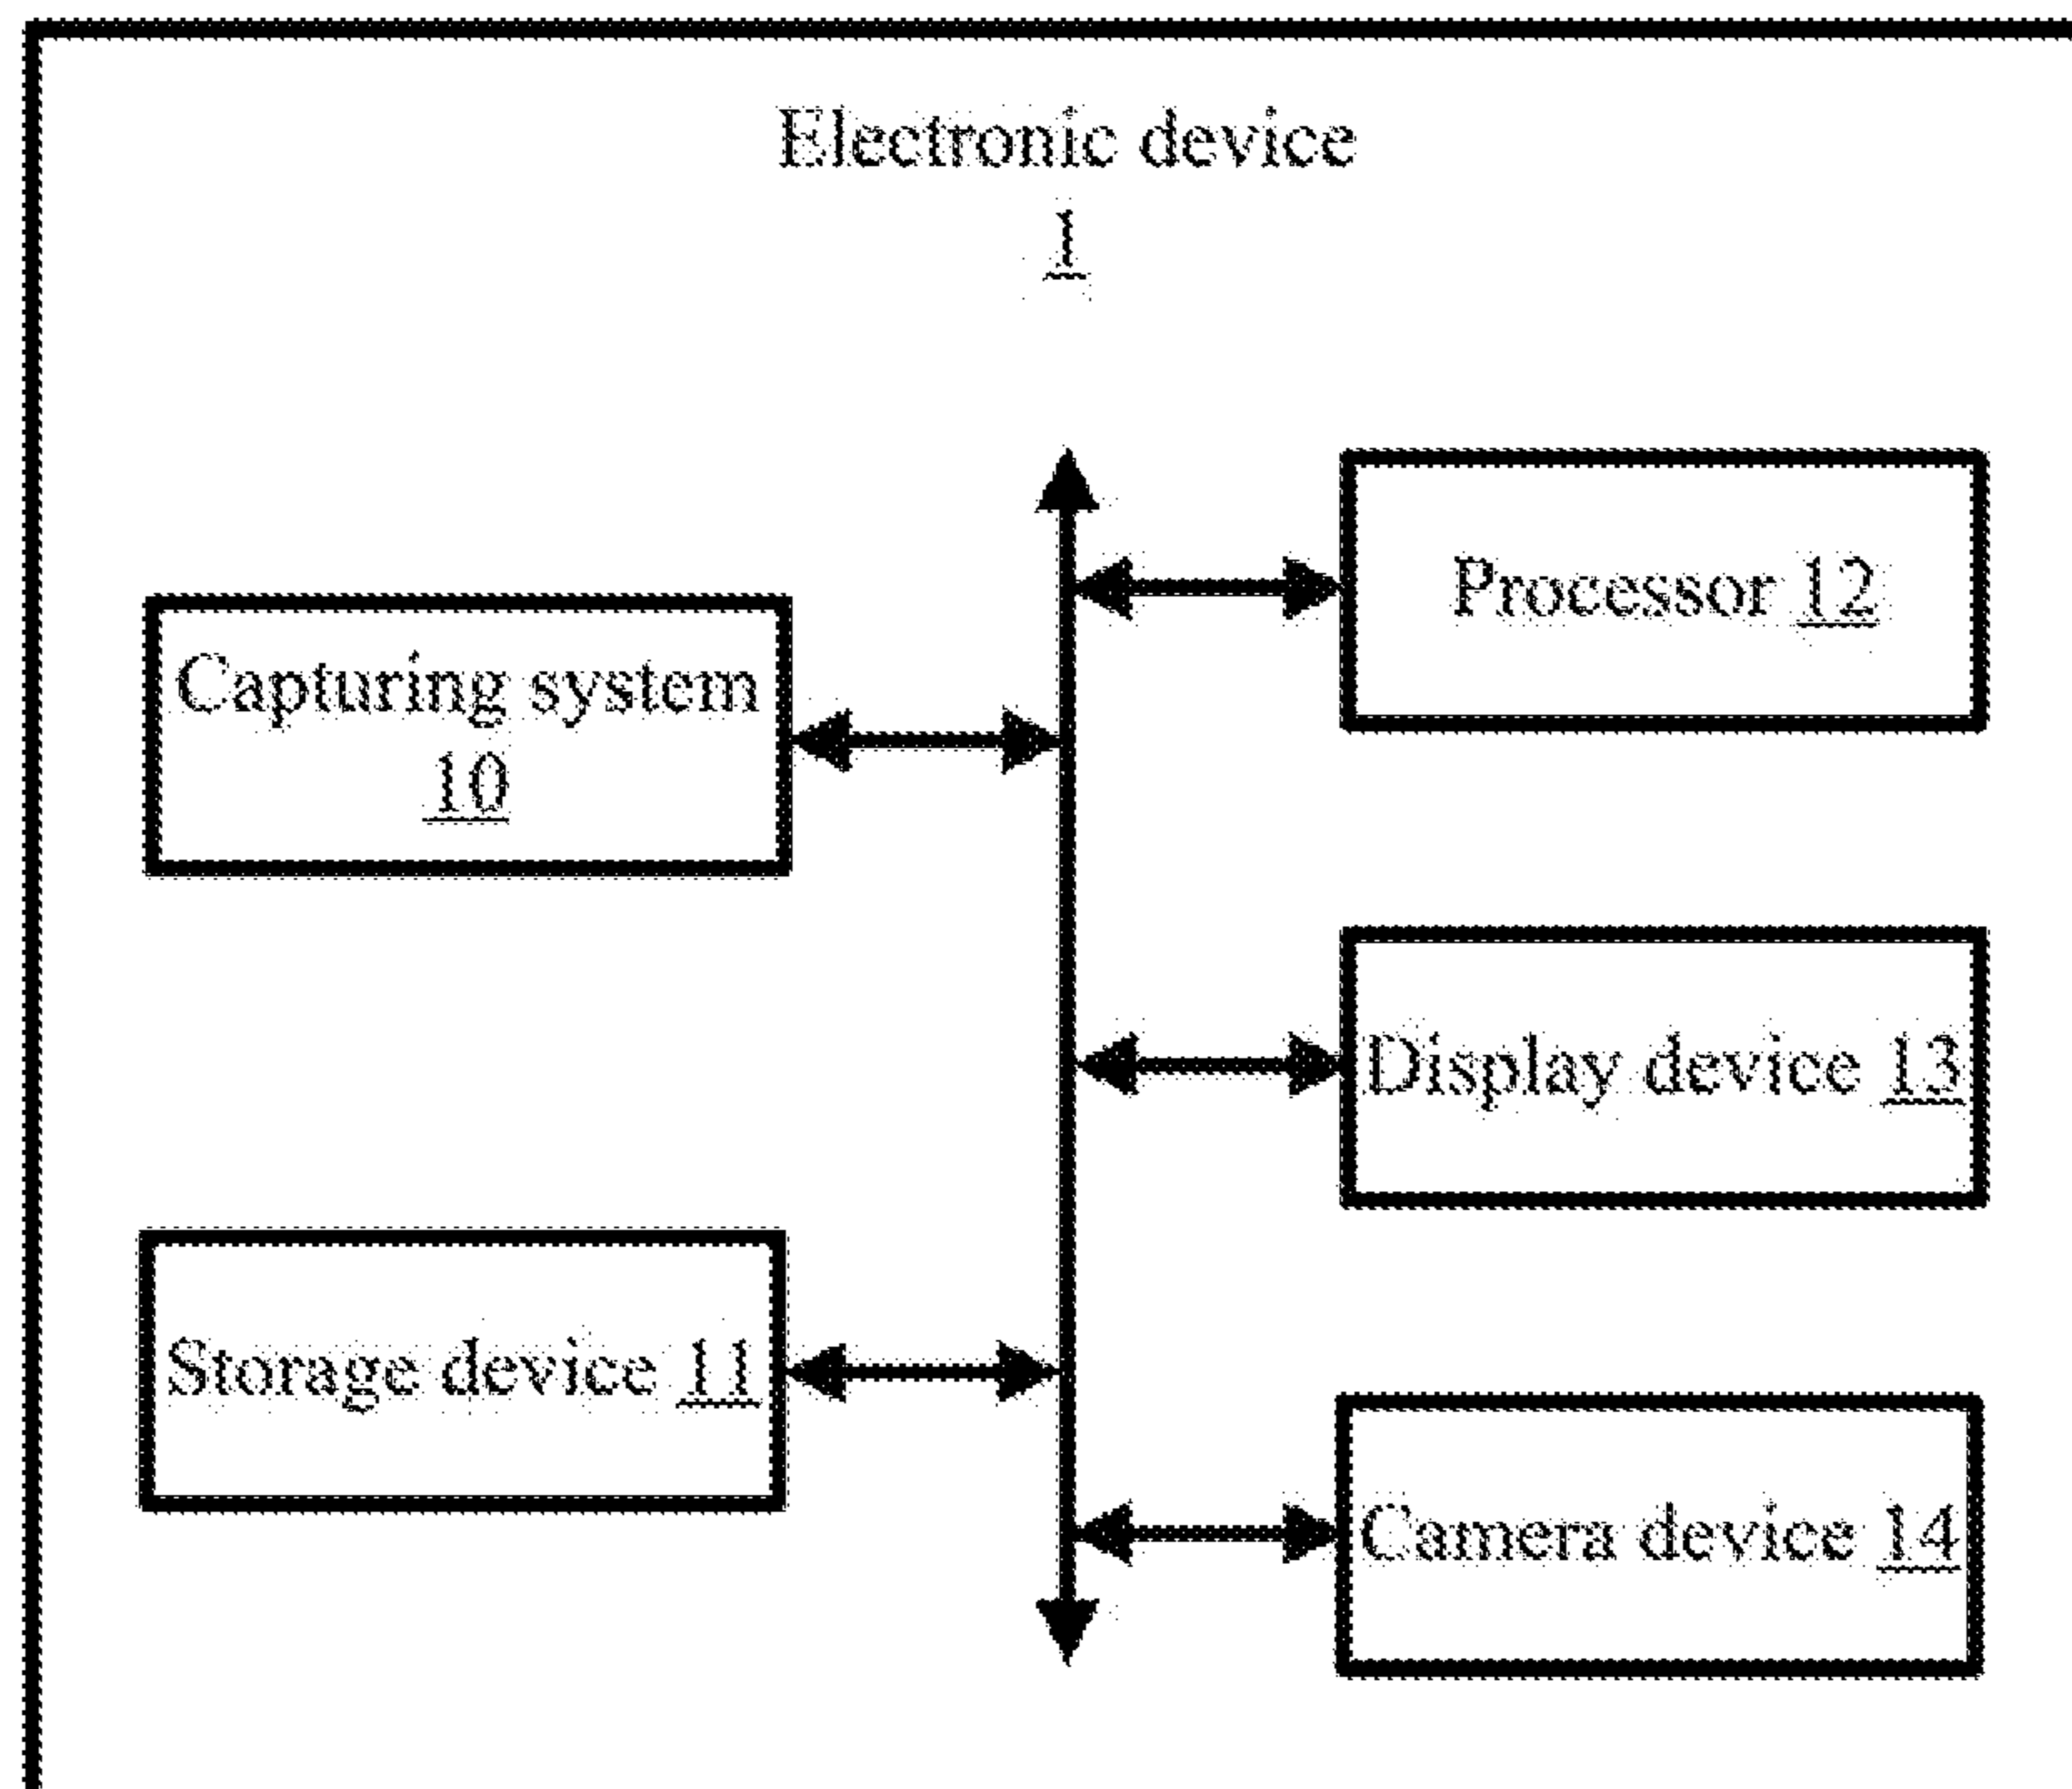 Electronic device
1
Processor 12
Capturing system
10
Display device 13
Storage device 11
Camera device 14